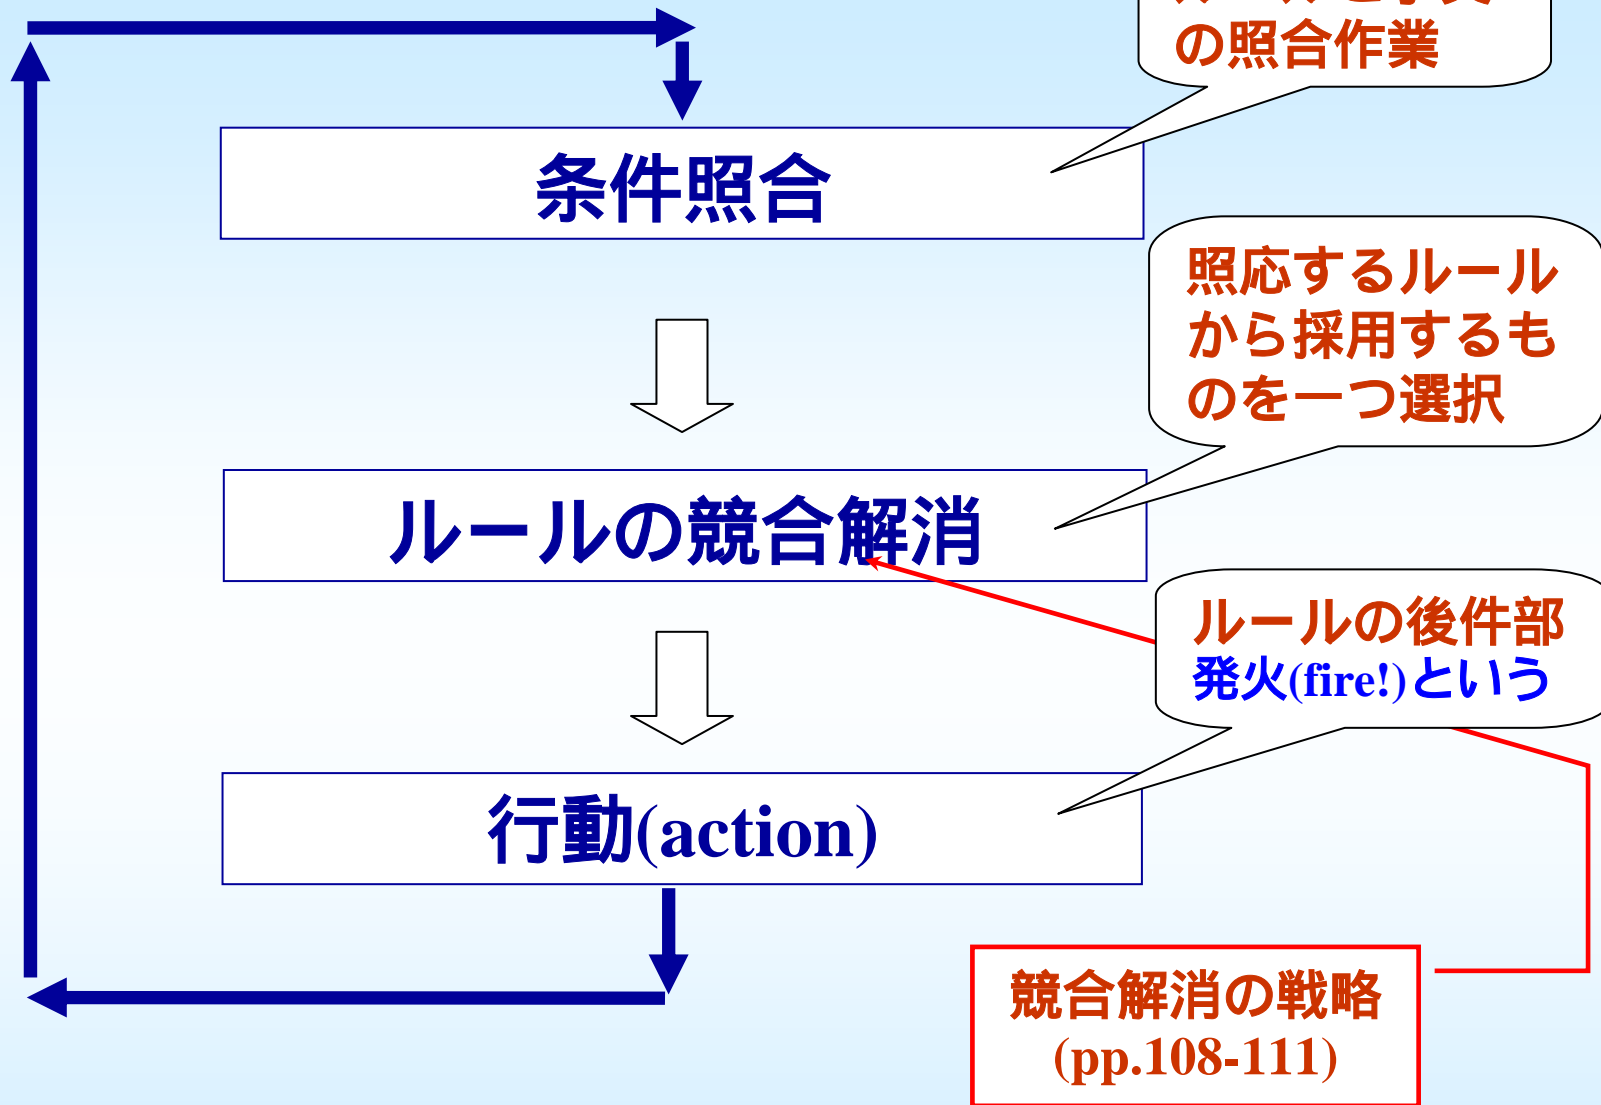 の照合作業
条件照合
照応するルール
から採用するも
のを一つ選択
ルールの競合解消
ルールの後件部
発火(fire!)という
行動(action)
競合解消の戦略
(pp.108-111)